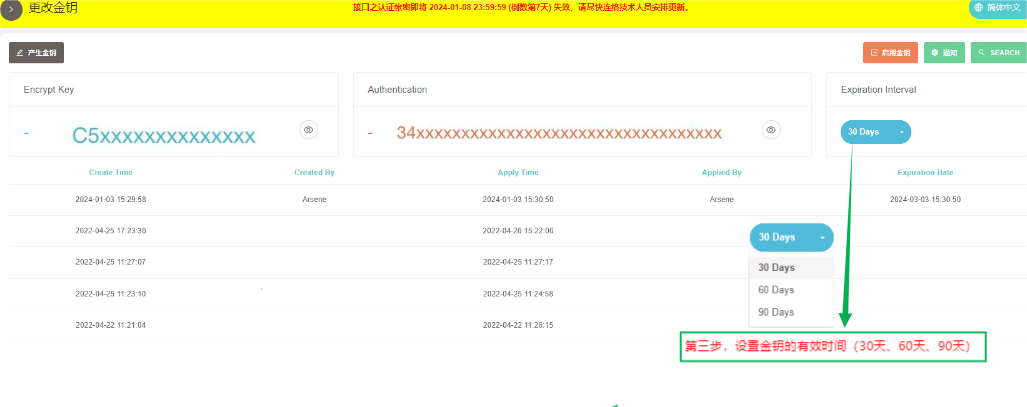 更改金钥
接口之认证帐密即将 2024-01-08 23:59:59 (倒数第7天) 失效，请尽快连络技术人员安排更新。
简体中文
产生金钥
启用金钥
通知
SEARCH
Encrypt Key
Authentication
Expiration Interval
- C5xxxxxxxxxxxxxxx
- 34xxxxxxxxxxxxxxxxxxxxxxxxxxxxxxxxxx
30 Days
Create Time Created By Apply Time Applied By Expiration Date
2024-01-03 15:29:58 Arsene 2024-01-03 15:30:50 Arsene 2024-03-03 15:30:50
2022-04-25 17:23:36 2022-04-26 15:22:06
30 Days
2022-04-25 11:27:07 2022-04-25 11:27:17
30 Days
2022-04-25 11:23:10 2022-04-25 11:24:58
60 Days
90 Days
2022-04-22 11:21:04 2022-04-22 11:26:15
第三步，设置金钥的有效时间（30天、60天、90天）